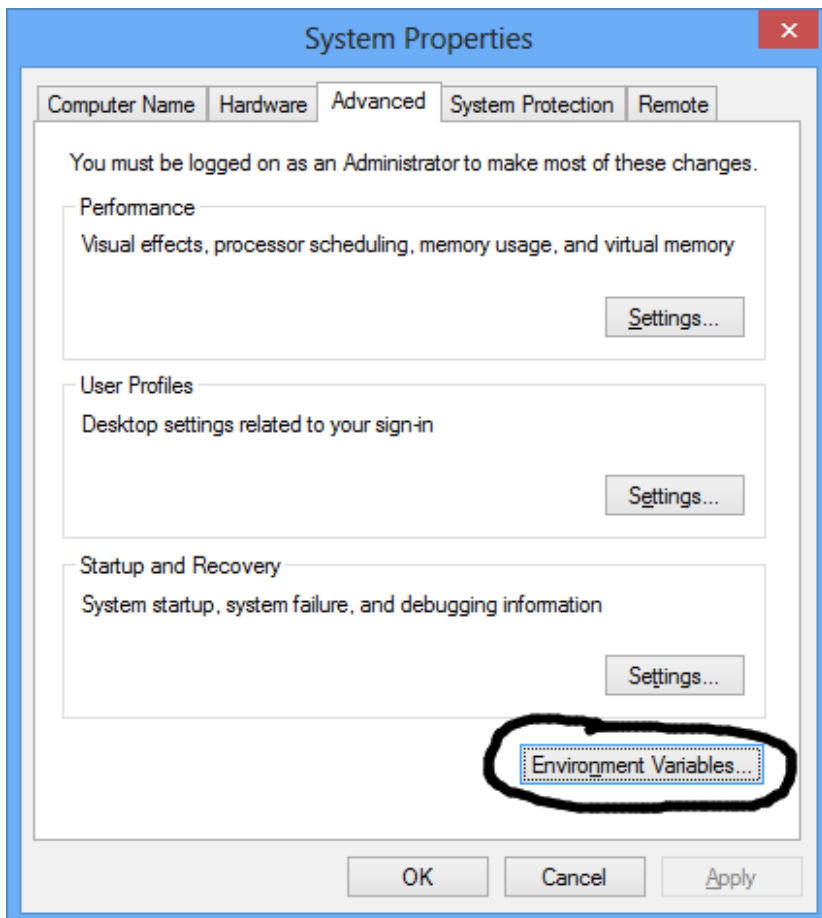 System Properties
Computer Name Hardware Advanced System Protection Remote
You must be logged on as an Administrator to make most of these changes.
Performance
Visual effects, processor scheduling, memory usage, and virtual memory
Settings...
User Profiles
Desktop settings related to your sign-in
Settings...
Startup and Recovery
System startup, system failure, and debugging information
Settings...
Environment Variables...
OK Cancel Apply